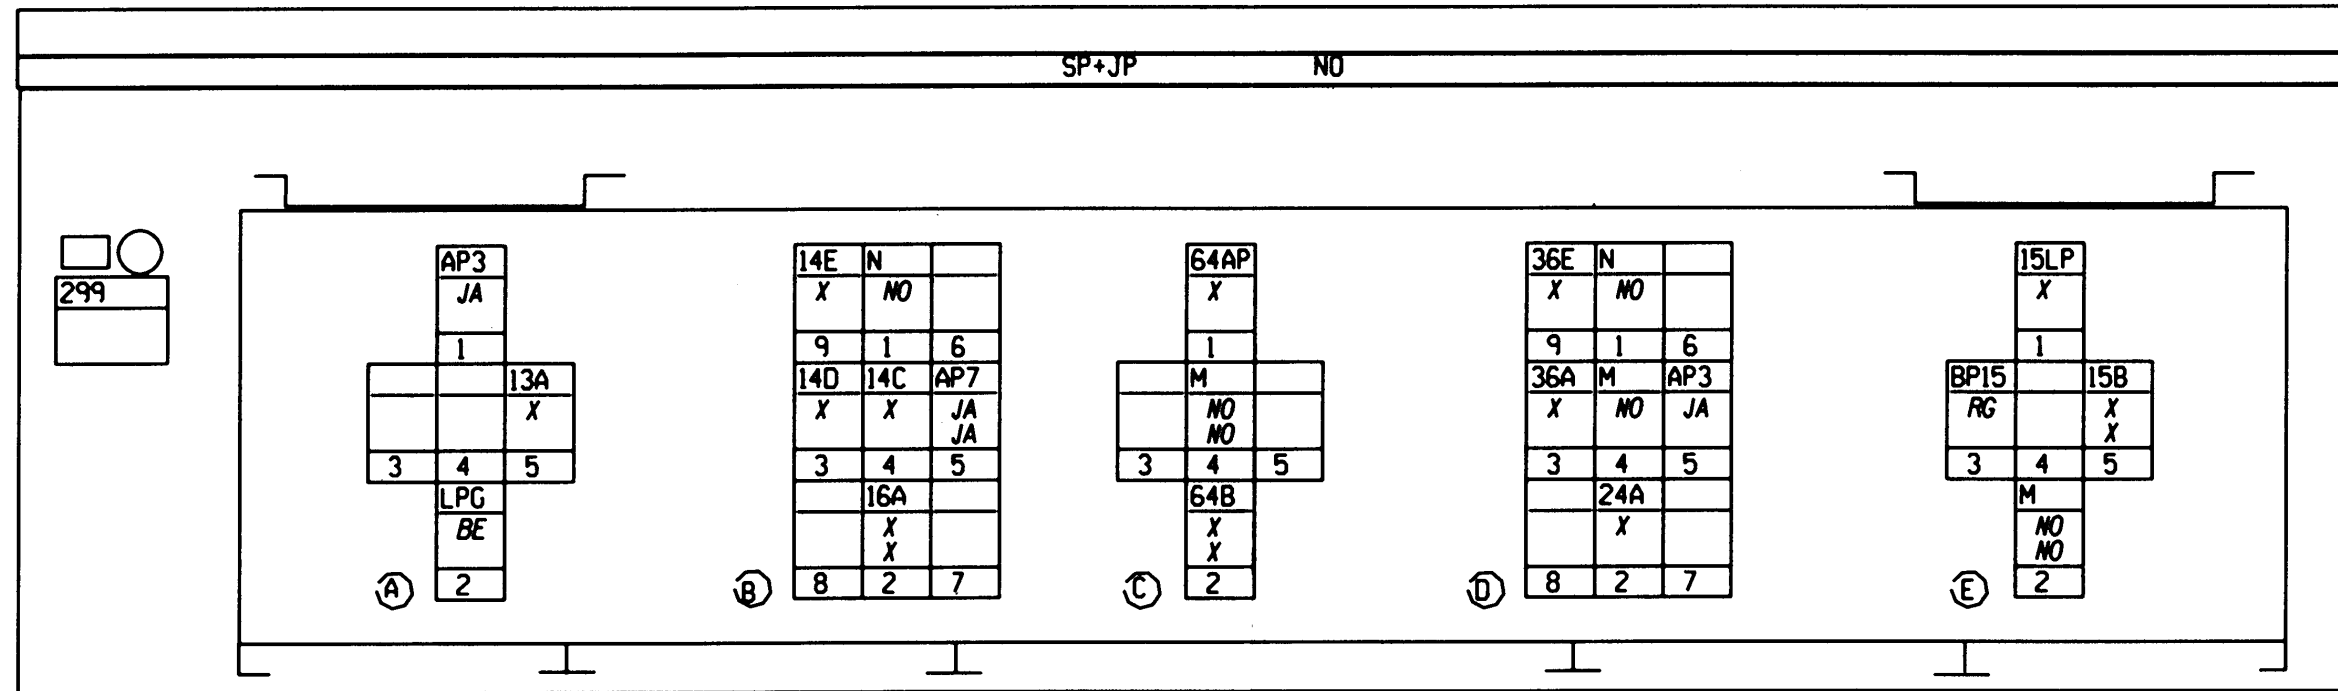 SP+JP NO
299
AP3
JA
1
13A
X
3 4 5
LPG
BE
2
A
14E N
X NO
9 1 6
14D 14C AP7
X X JA
JA
3 4 5
16A
X
X
8 2 7
B
64AP
X
1
M
NO
NO
3 4 5
64B
X
X
2
C
36E N
X NO
9 1 6
36A M AP3
X NO JA
3 4 5
24A
X
8 2 7
D
15LP
X
1
BP15 15B
RG X
X
3 4 5
M
NO
NO
2
E